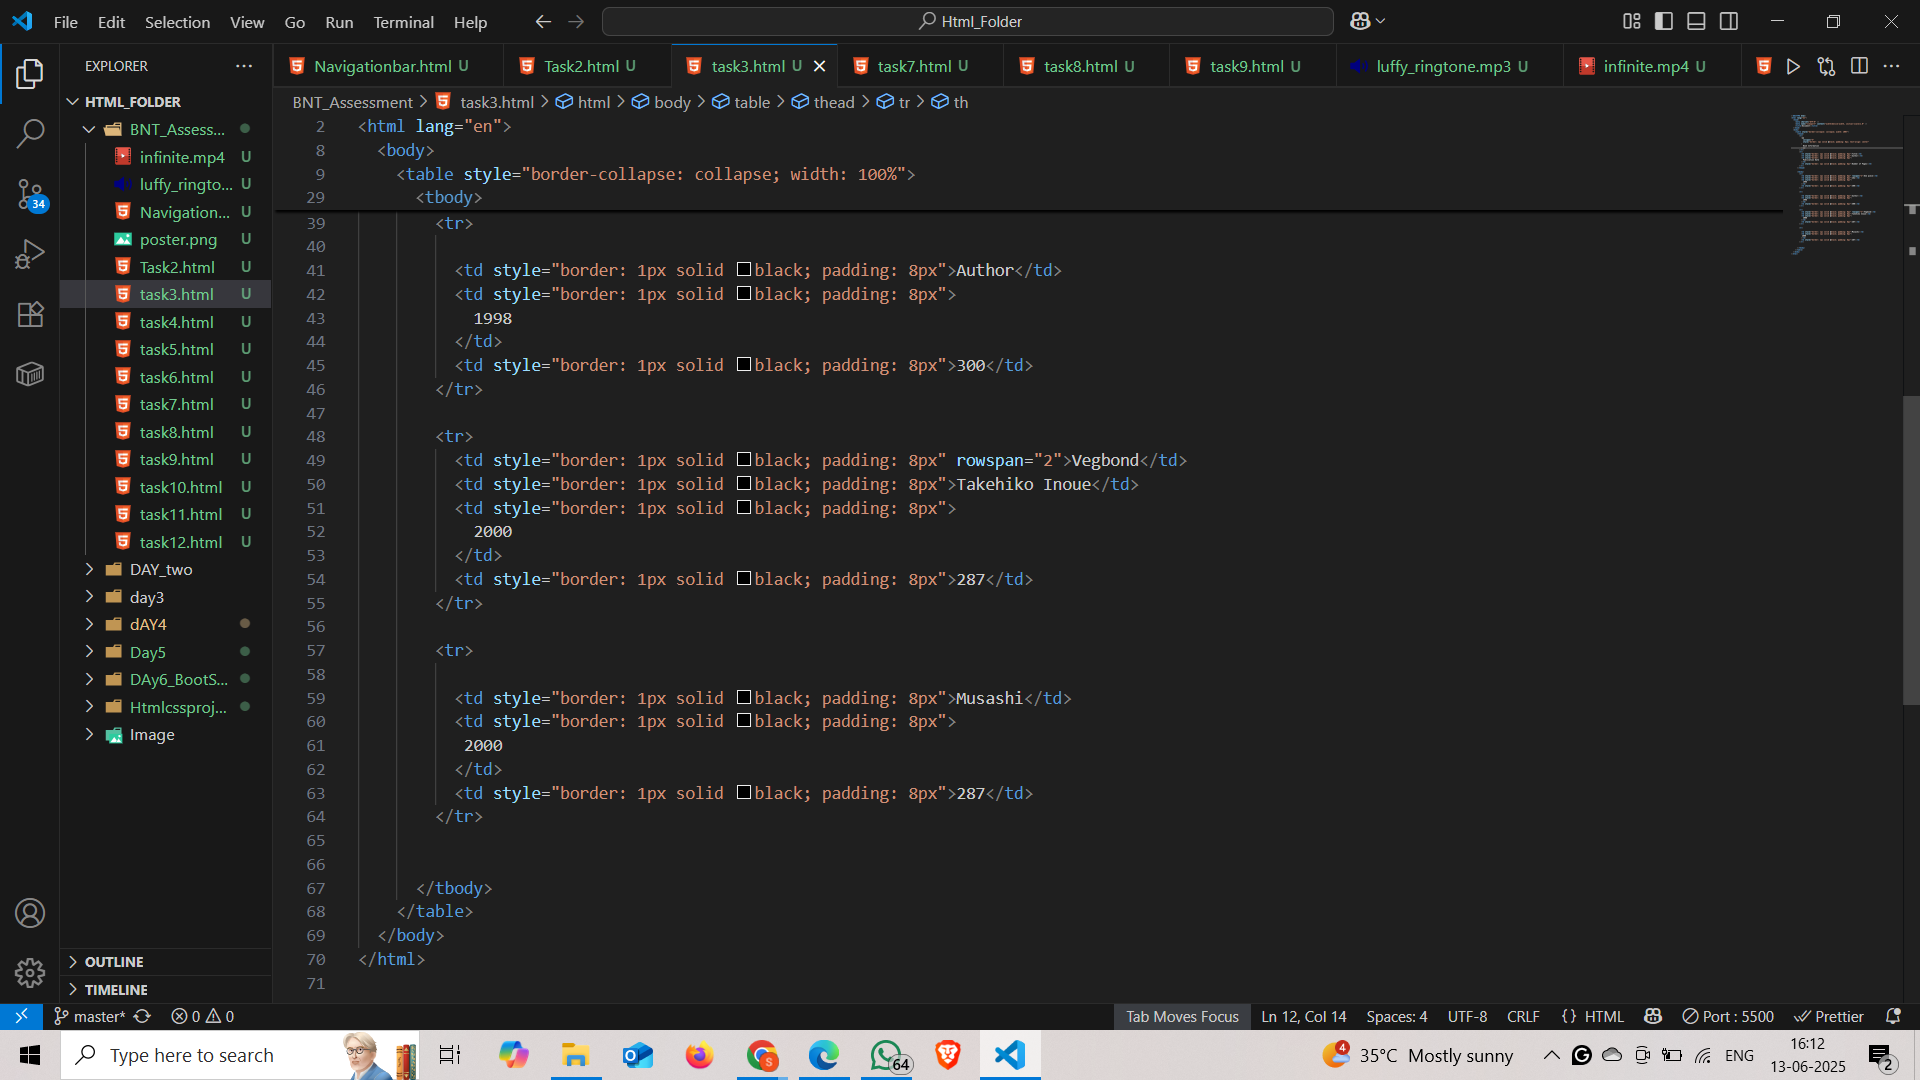 File Edit Selection View Go Run Terminal Help
Html_Folder
EXPLORER
Navigationbar.html U
Task2.html U
task3.html U
task7.html U
task8.html U
task9.html U
luffy_ringtone.mp3 U
infinite.mp4 U
BNT_Assessment > task3.html > html > body > table > thead > tr > th
HTML_FOLDER
BNT_Assess...
infinite.mp4 U
luffy_ringto... U
Navigation... U
poster.png U
Task2.html U
task3.html U
task4.html U
task5.html U
task6.html U
task7.html U
task8.html U
task9.html U
task10.html U
task11.html U
task12.html U
DAY_two
day3
dAY4
Day5
DAy6_BootS...
Htmlcssproj...
Image
OUTLINE
TIMELINE
34
2 <html lang="en">
8 <body>
9 <table style="border-collapse: collapse; width: 100%">
29 <tbody>
39 <tr>
40
41 <td style="border: 1px solid black; padding: 8px">Author</td>
42 <td style="border: 1px solid black; padding: 8px">
43 1998
44 </td>
45 <td style="border: 1px solid black; padding: 8px">300</td>
46 </tr>
47
48 <tr>
49 <td style="border: 1px solid black; padding: 8px" rowspan="2">Vegbond</td>
50 <td style="border: 1px solid black; padding: 8px">Takehiko Inoue</td>
51 <td style="border: 1px solid black; padding: 8px">
52 2000
53 </td>
54 <td style="border: 1px solid black; padding: 8px">287</td>
55 </tr>
56
57 <tr>
58
59 <td style="border: 1px solid black; padding: 8px">Musashi</td>
60 <td style="border: 1px solid black; padding: 8px">
61 2000
62 </td>
63 <td style="border: 1px solid black; padding: 8px">287</td>
64 </tr>
65
66
67 </tbody>
68 </table>
69 </body>
70 </html>
71
master* 0 0
Tab Moves Focus Ln 12, Col 14 Spaces: 4 UTF-8 CRLF {} HTML Port : 5500 Prettier
Type here to search
64
4 35°C Mostly sunny
ENG
16:12
13-06-2025
2